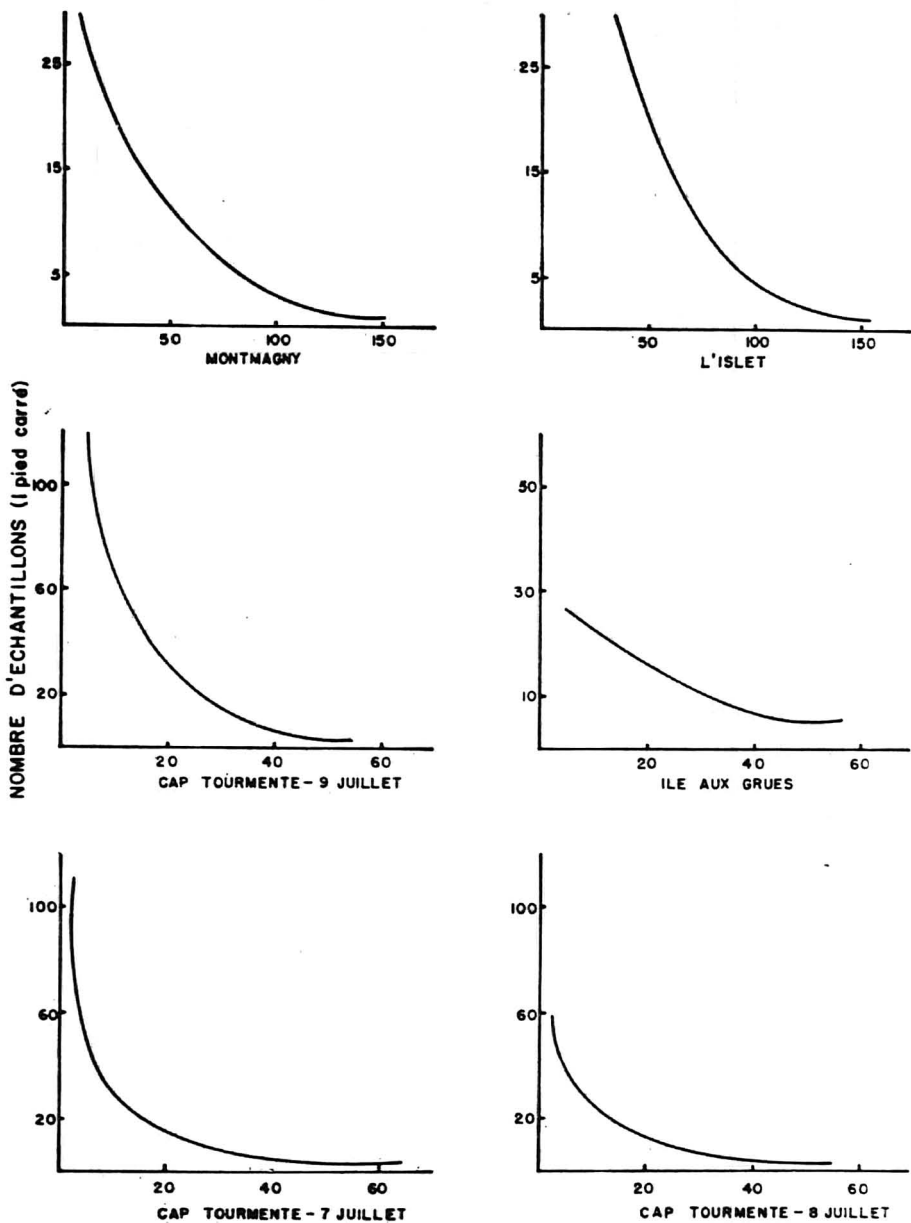 NOMBRE D'ECHANTILLONS (1 pied carré)
25
15
5
50 100 150
MONTMAGNY
25
15
5
50 100 150
L'ISLET
100
60
20
20 40 60
CAP TOURMENTE - 9 JUILLET
50
30
10
20 40 60
ILE AUX GRUES
100
60
20
20 40 60
CAP TOURMENTE - 7 JUILLET
100
60
20
20 40 60
CAP TOURMENTE - 8 JUILLET